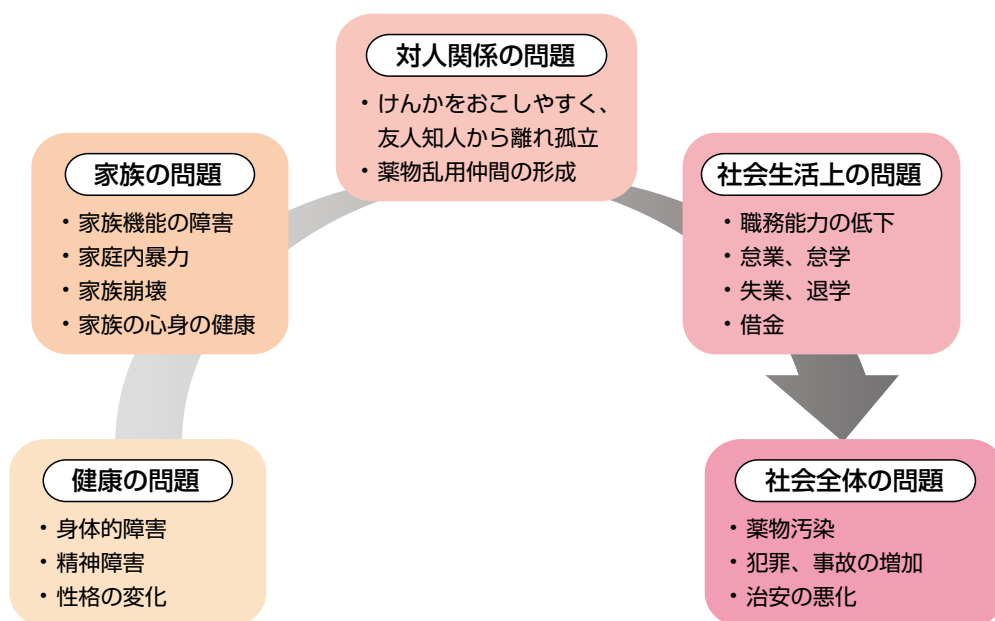 対人関係の問題
・けんかをおこしやすく、
友人知人から離れ孤立
・薬物乱用仲間の形成
家族の問題
・家族機能の障害
・家庭内暴力
・家族崩壊
・家族の心身の健康
社会生活上の問題
・職務能力の低下
・怠業、怠学
・失業、退学
・借金
健康の問題
・身体的障害
・精神障害
・性格の変化
社会全体の問題
・薬物汚染
・犯罪、事故の増加
・治安の悪化